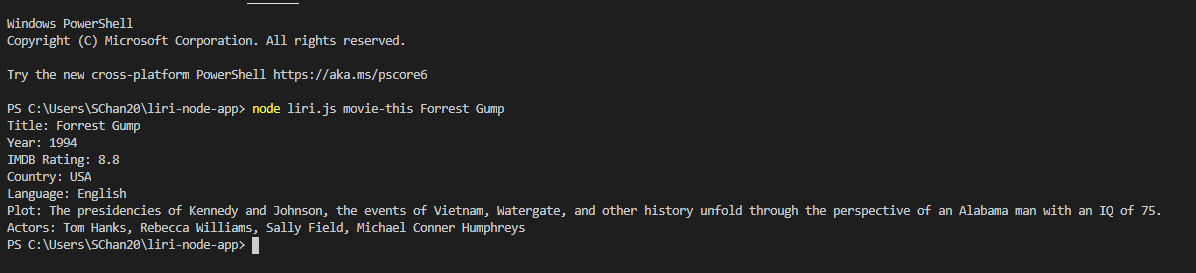 Windows PowerShell
Copyright (C) Microsoft Corporation. All rights reserved.
Try the new cross-platform PowerShell https://aka.ms/pscore6
PS C:\Users\SChan20\liri-node-app> node liri.js movie-this Forrest Gump
Title: Forrest Gump
Year: 1994
IMDB Rating: 8.8
Country: USA
Language: English
Plot: The presidencies of Kennedy and Johnson, the events of Vietnam, Watergate, and other history unfold through the perspective of an Alabama man with an IQ of 75.
Actors: Tom Hanks, Rebecca Williams, Sally Field, Michael Conner Humphreys
PS C:\Users\SChan20\liri-node-app>